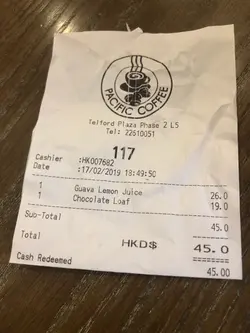 PACIFIC COFFEE
Telford Plaza Phase 2 L5
Tel: 22610051
117
Cashier :HK007682
Date :17/02/2019 18:49:50
1 Guava Lemon Juice 26.0
1 Chocolate Loaf 19.0
Sub-Total 45.0
Total HKD$ 45.0
Cash Redeemed 45.00